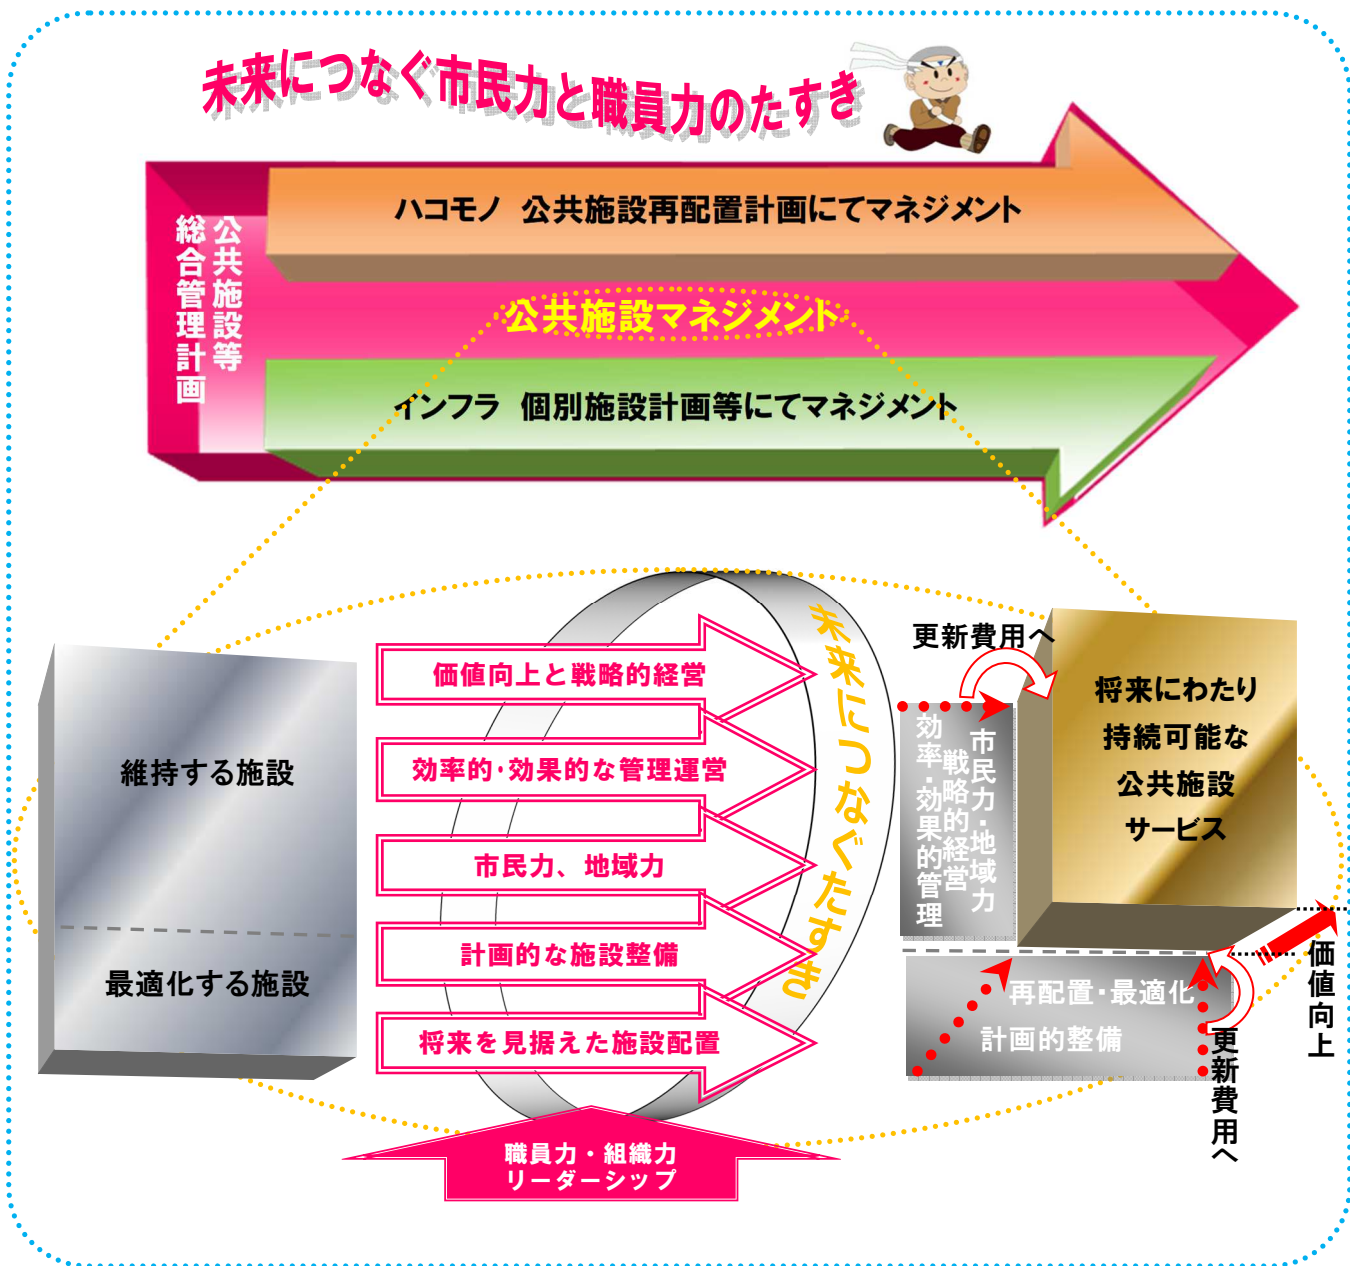 未来につなぐ市民力と職員力のたすき
ハコモノ 公共施設再配置計画にてマネジメント
公共施設等
総合管理計画
公共施設マネジメント
インフラ 個別施設計画等にてマネジメント
維持する施設
最適化する施設
価値向上と戦略的経営
効率的・効果的な管理運営
市民力、地域力
計画的な施設整備
将来を見据えた施設配置
未来につなぐたすき
職員力・組織力
リーダーシップ
更新費用へ
市民力・地域力
戦略的経営
効率・効果的管理
将来にわたり
持続可能な
公共施設
サービス
再配置・最適化
計画的整備
更新費用へ
価値向上